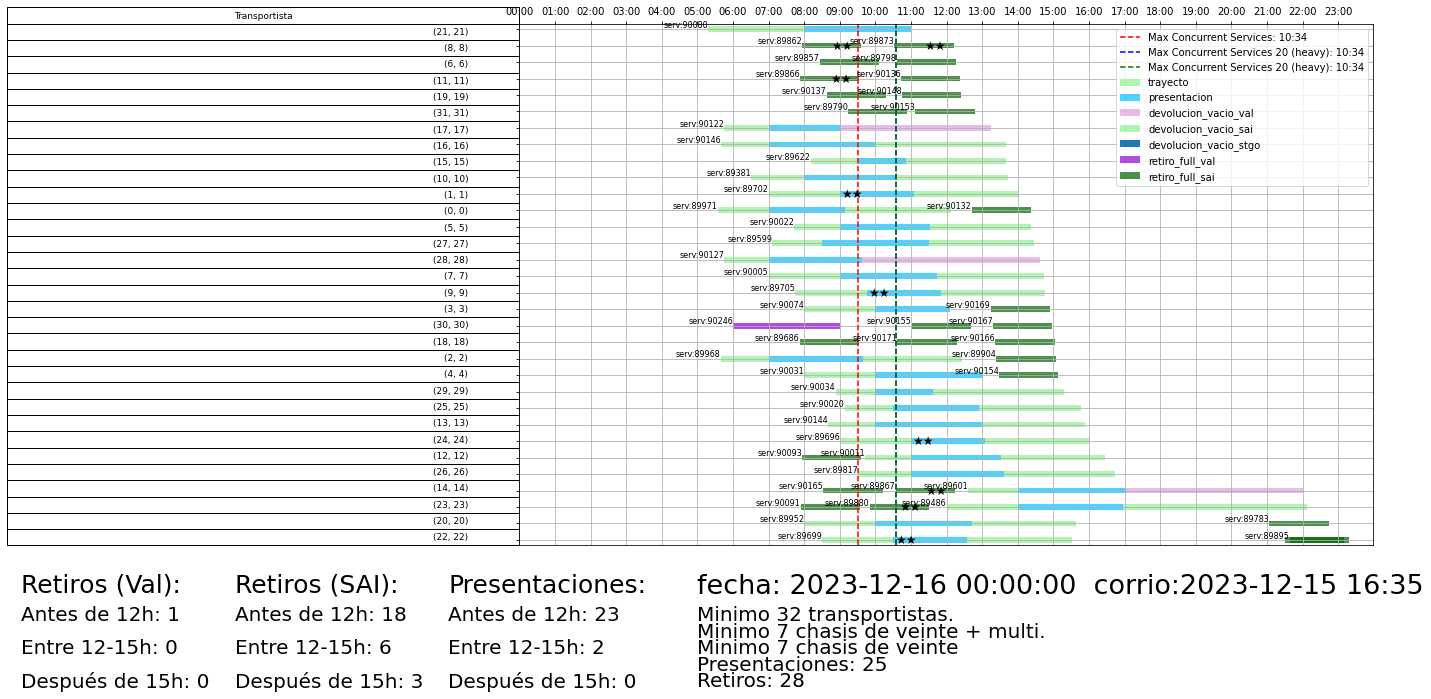 Transportista
00:00 01:00 02:00 03:00 04:00 05:00 06:00 07:00 08:00 09:00 10:00 11:00 12:00 13:00 14:00 15:00 16:00 17:00 18:00 19:00 20:00 21:00 22:00 23:00
(21, 21) serv:90080
(8, 8) serv:89862 serv:89873
(6, 6) serv:89857 serv:89798
(11, 11) serv:89866 serv:90136
(19, 19) serv:90137 serv:90148
(31, 31) serv:89790 serv:90153
(17, 17) serv:90122
(16, 16) serv:90146
(15, 15) serv:89622
(10, 10) serv:89381
(1, 1) serv:89702
(0, 0) serv:89971 serv:90132
(5, 5) serv:90022
(27, 27) serv:89599
(28, 28) serv:90127
(7, 7) serv:90005
(9, 9) serv:89705
(3, 3) serv:90074 serv:90169
(30, 30) serv:90246 serv:90155 serv:90167
(18, 18) serv:89686 serv:90171 serv:90166
(2, 2) serv:89968 serv:89904
(4, 4) serv:90031 serv:90154
(29, 29) serv:90034
(25, 25) serv:90020
(13, 13) serv:90144
(24, 24) serv:89696
(12, 12) serv:90093 serv:90011
(26, 26) serv:89817
(14, 14) serv:90165 serv:89867 serv:89601
(23, 23) serv:90091 serv:89880 serv:89486
(20, 20) serv:89952 serv:89783
(22, 22) serv:89699 serv:89895
Max Concurrent Services: 10:34
Max Concurrent Services 20 (heavy): 10:34
Max Concurrent Services 20 (heavy): 10:34
trayecto
presentacion
devolucion_vacio_val
devolucion_vacio_sai
devolucion_vacio_stgo
retiro_full_val
retiro_full_sai
Retiros (Val):
Antes de 12h: 1
Entre 12-15h: 0
Después de 15h: 0
Retiros (SAI):
Antes de 12h: 18
Entre 12-15h: 6
Después de 15h: 3
Presentaciones:
Antes de 12h: 23
Entre 12-15h: 2
Después de 15h: 0
fecha: 2023-12-16 00:00:00 corrio:2023-12-15 16:35
Minimo 32 transportistas.
Minimo 7 chasis de veinte + multi.
Minimo 7 chasis de veinte
Presentaciones: 25
Retiros: 28